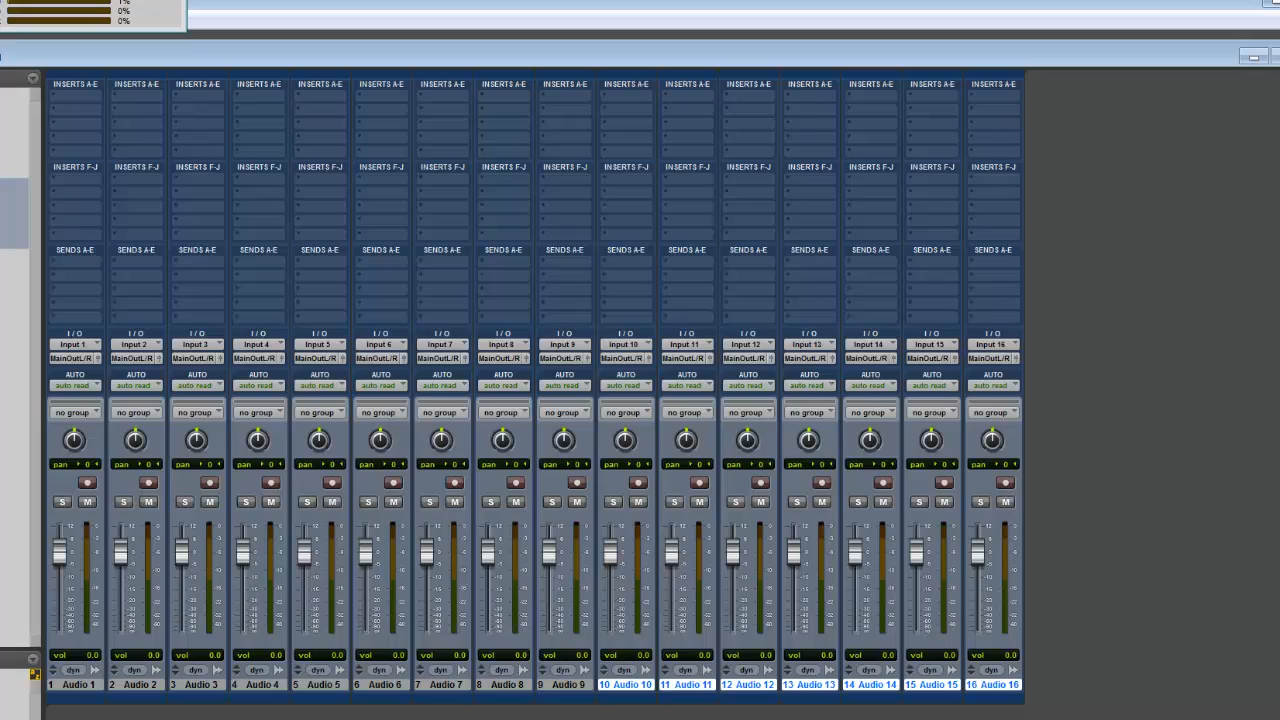 1%
0%
0%
INSERTS A-E INSERTS A-E INSERTS A-E INSERTS A-E INSERTS A-E INSERTS A-E INSERTS A-E INSERTS A-E INSERTS A-E INSERTS A-E INSERTS A-E INSERTS A-E INSERTS A-E INSERTS A-E INSERTS A-E INSERTS A-E
INSERTS F-J INSERTS F-J INSERTS F-J INSERTS F-J INSERTS F-J INSERTS F-J INSERTS F-J INSERTS F-J INSERTS F-J INSERTS F-J INSERTS F-J INSERTS F-J INSERTS F-J INSERTS F-J INSERTS F-J INSERTS F-J
SENDS A-E SENDS A-E SENDS A-E SENDS A-E SENDS A-E SENDS A-E SENDS A-E SENDS A-E SENDS A-E SENDS A-E SENDS A-E SENDS A-E SENDS A-E SENDS A-E SENDS A-E SENDS A-E
I / O I / O I / O I / O I / O I / O I / O I / O I / O I / O I / O I / O I / O I / O I / O I / O
Input 1 Input 2 Input 3 Input 4 Input 5 Input 6 Input 7 Input 8 Input 9 Input 10 Input 11 Input 12 Input 13 Input 14 Input 15 Input 16
MainOutL/R MainOutL/R MainOutL/R MainOutL/R MainOutL/R MainOutL/R MainOutL/R MainOutL/R MainOutL/R MainOutL/R MainOutL/R MainOutL/R MainOutL/R MainOutL/R MainOutL/R MainOutL/R
AUTO AUTO AUTO AUTO AUTO AUTO AUTO AUTO AUTO AUTO AUTO AUTO AUTO AUTO AUTO AUTO
auto read auto read auto read auto read auto read auto read auto read auto read auto read auto read auto read auto read auto read auto read auto read auto read
no group no group no group no group no group no group no group no group no group no group no group no group no group no group no group no group
pan 0 pan 0 pan 0 pan 0 pan 0 pan 0 pan 0 pan 0 pan 0 pan 0 pan 0 pan 0 pan 0 pan 0 pan 0 pan 0
S M S M S M S M S M S M S M S M S M S M S M S M S M S M S M S M
vol 0.0 vol 0.0 vol 0.0 vol 0.0 vol 0.0 vol 0.0 vol 0.0 vol 0.0 vol 0.0 vol 0.0 vol 0.0 vol 0.0 vol 0.0 vol 0.0 vol 0.0 vol 0.0
dyn dyn dyn dyn dyn dyn dyn dyn dyn dyn dyn dyn dyn dyn dyn dyn
1 Audio 1 2 Audio 2 3 Audio 3 4 Audio 4 5 Audio 5 6 Audio 6 7 Audio 7 8 Audio 8 9 Audio 9 10 Audio 10 11 Audio 11 12 Audio 12 13 Audio 13 14 Audio 14 15 Audio 15 16 Audio 16